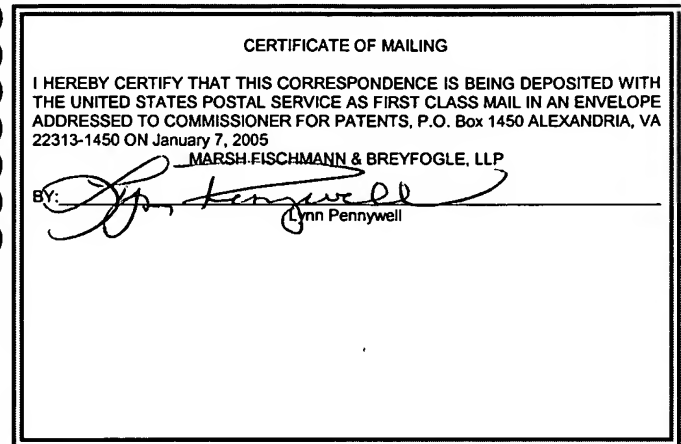 CERTIFICATE OF MAILING
I HEREBY CERTIFY THAT THIS CORRESPONDENCE IS BEING DEPOSITED WITH
THE UNITED STATES POSTAL SERVICE AS FIRST CLASS MAIL IN AN ENVELOPE
ADDRESSED TO COMMISSIONER FOR PATENTS, P.O. Box 1450 ALEXANDRIA, VA
22313-1450 ON January 7, 2005
MARSH FISCHMANN & BREYFOGLE, LLP
BY: Lynn Pennywell
Lynn Pennywell